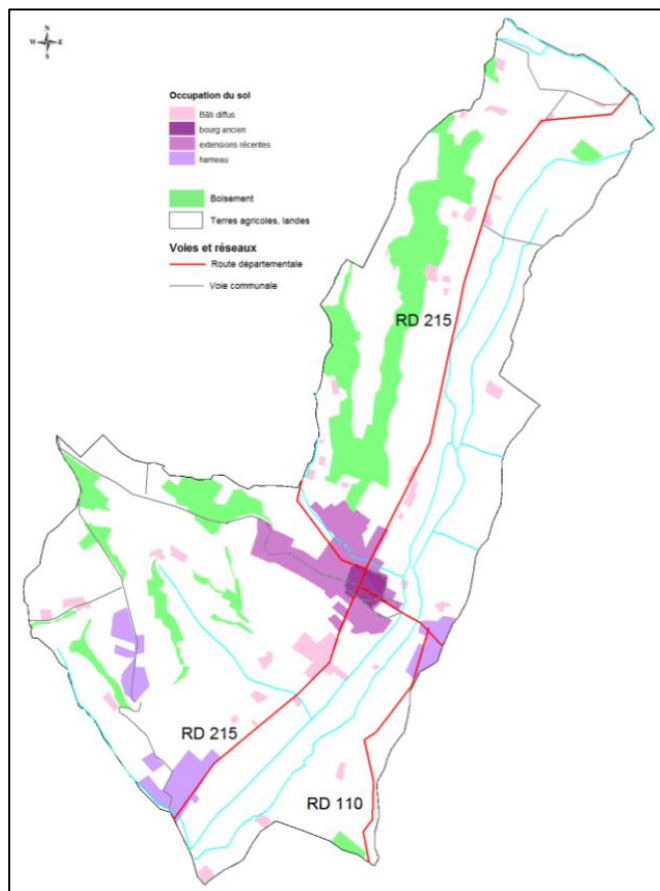 N
W E
S
Occupation du sol
Bâti diffus
bourg ancien
extensions récentes
hameau
Boisement
Terres agricoles, landes
Voies et réseaux
Route départementale
Voie communale
RD 215
RD 215
RD 110